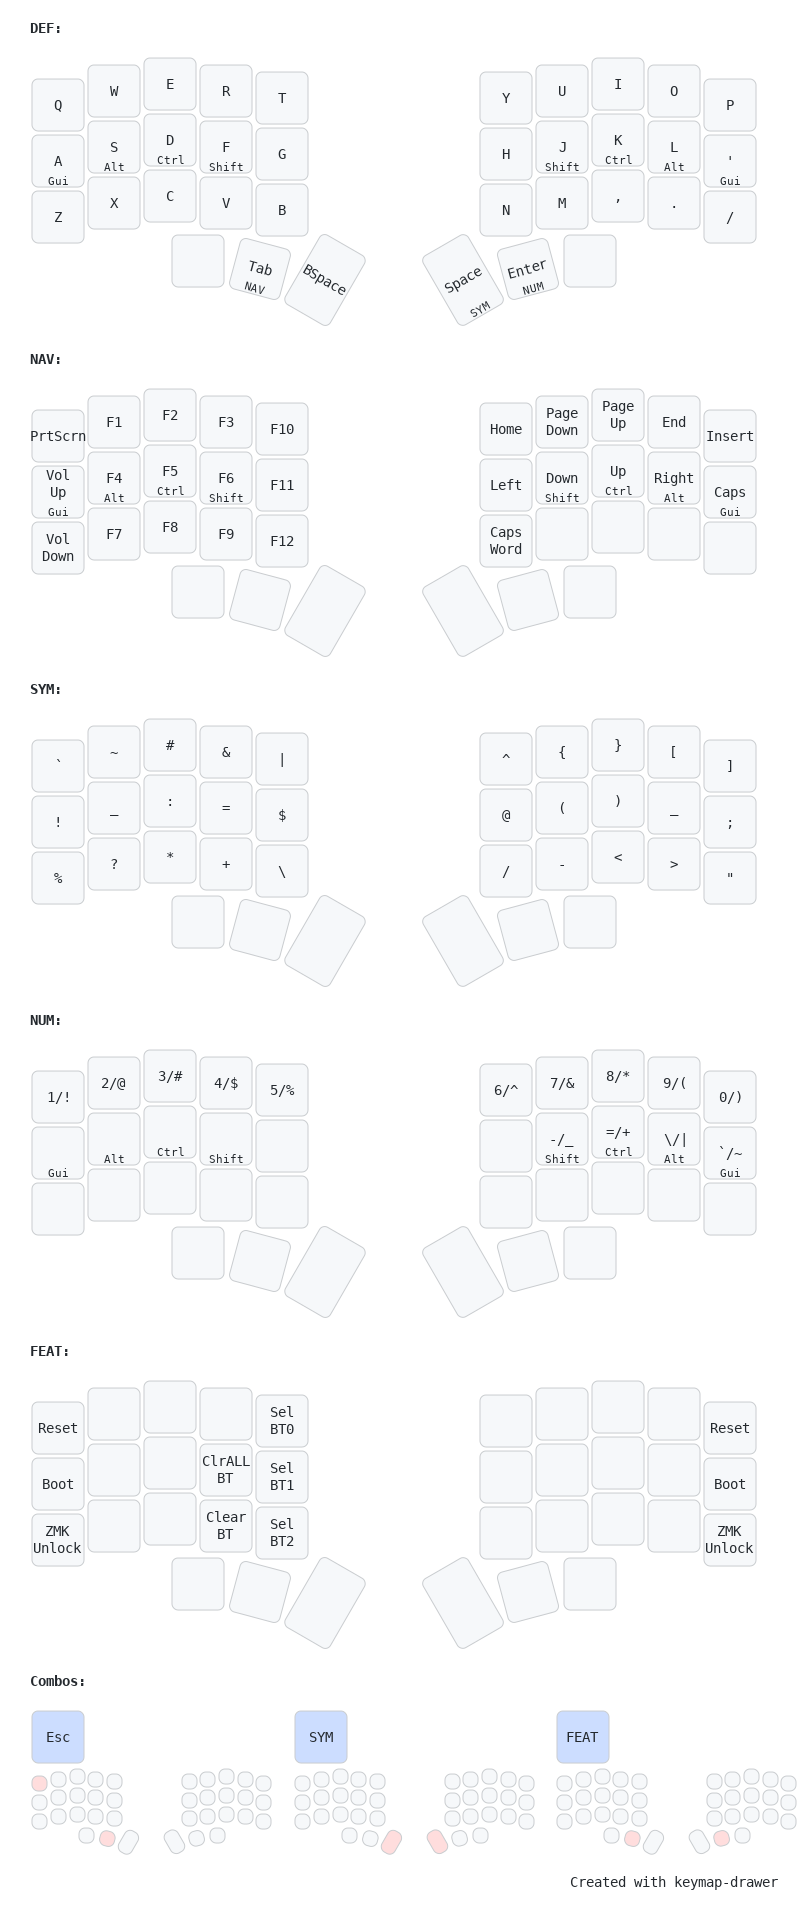 DEF:
Q W E R T Y U I O P
A S D F G H J K L '
Gui Alt Ctrl Shift Shift Ctrl Alt Gui
Z X C V B N M , . /
Tab BSpace Space Enter
NAV SYM NUM
NAV:
PrtScrn F1 F2 F3 F10 Home Page Down Page Up End Insert
Vol Up F4 F5 F6 F11 Left Down Up Right Caps
Gui Alt Ctrl Shift Shift Ctrl Alt Gui
Vol Down F7 F8 F9 F12 Caps Word
SYM:
` ~ # & | ^ { } [ ]
! _ : = $ @ ( ) _ ;
% ? * + \ / - < > "
NUM:
1/! 2/@ 3/# 4/$ 5/% 6/^ 7/& 8/* 9/( 0/)
-/_ =/+ \/| `/~
Gui Alt Ctrl Shift Shift Ctrl Alt Gui
FEAT:
Reset Sel BT0 Reset
Boot ClrALL BT Sel BT1 Boot
ZMK Unlock Clear BT Sel BT2 ZMK Unlock
Combos:
Esc SYM FEAT
Created with keymap-drawer